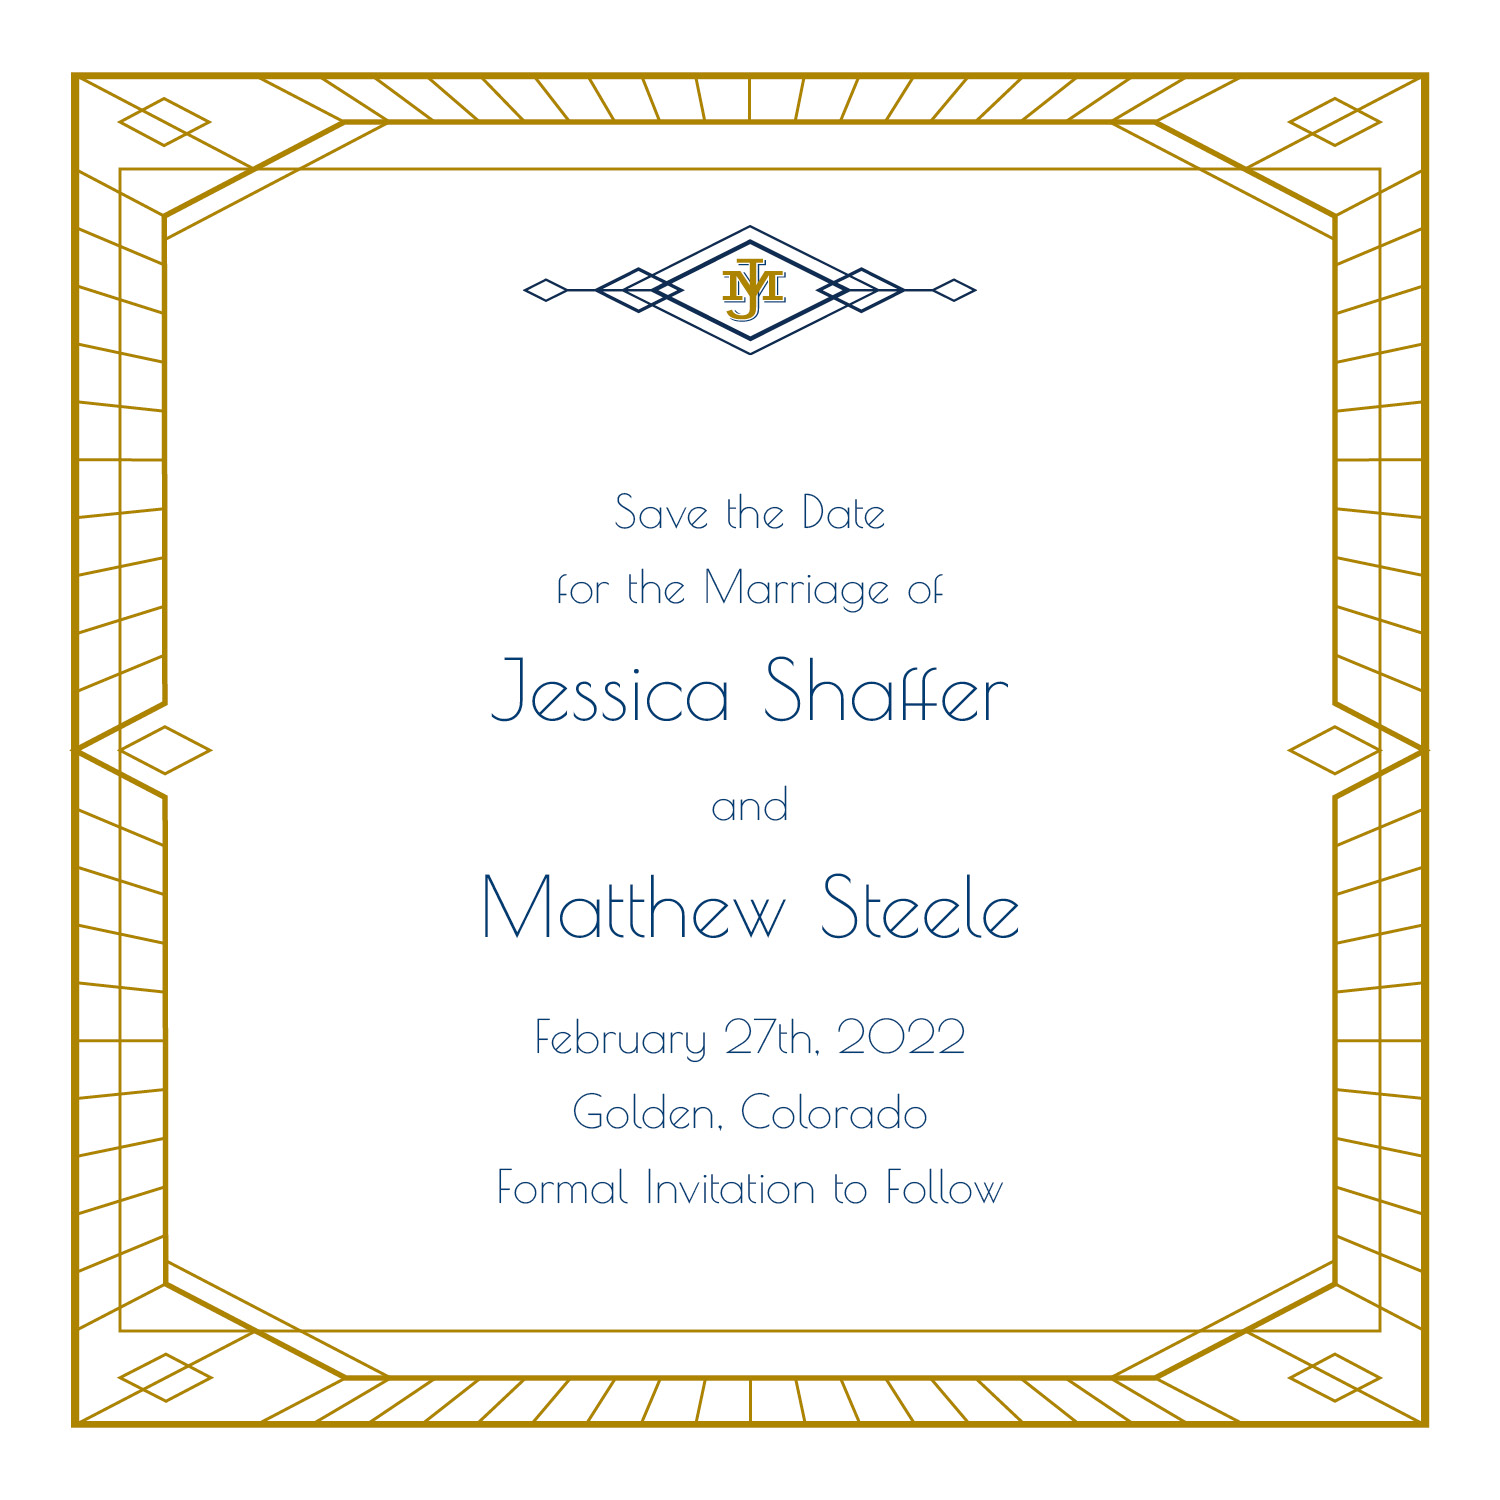 JM
Save the Date
for the Marriage of
Jessica Shaffer
and
Matthew Steele
February 27th, 2022
Golden, Colorado
Formal Invitation to Follow